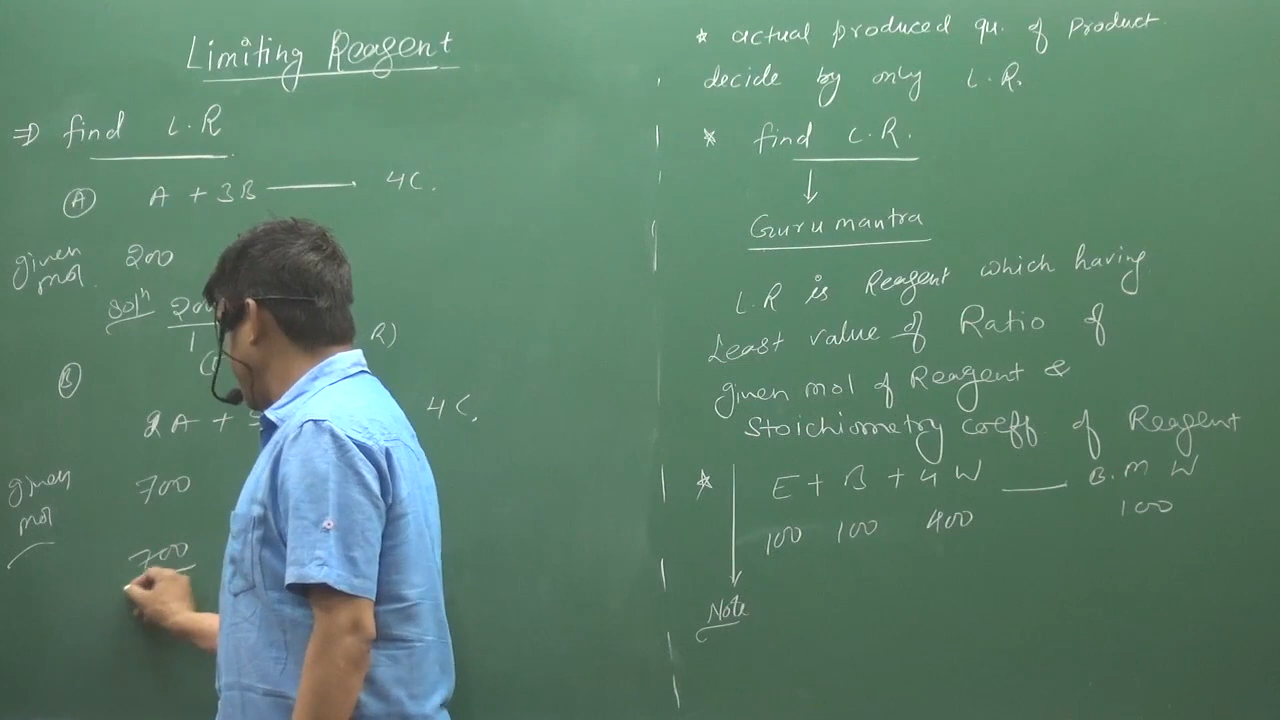 Limiting Reagent
⇒ find L.R
(A) A + 3B ⟶ 4C.
given mol. 200
Solⁿ 200
1
R)
(B)
2A + 4C.
given 700
mol
700
* actual produced qu. of Product
decide by only L.R.
* find L.R.
↓
Gurumantra
L.R is Reagent which having
Least value of Ratio of
given mol of Reagent &
Stoichiometry coeff of Reagent
* E + B + 4W — B.M W
100 100 400 100
Note